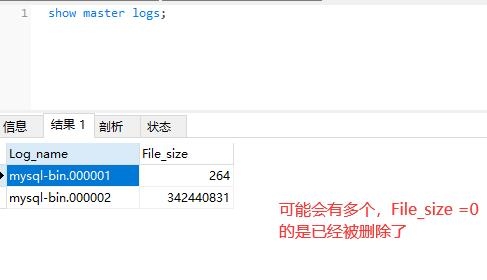 1 show master logs;
信息 结果 1 剖析 状态
Log_name File_size
mysql-bin.000001 264
mysql-bin.000002 342440831
可能会有多个，File_size =0
的是已经被删除了